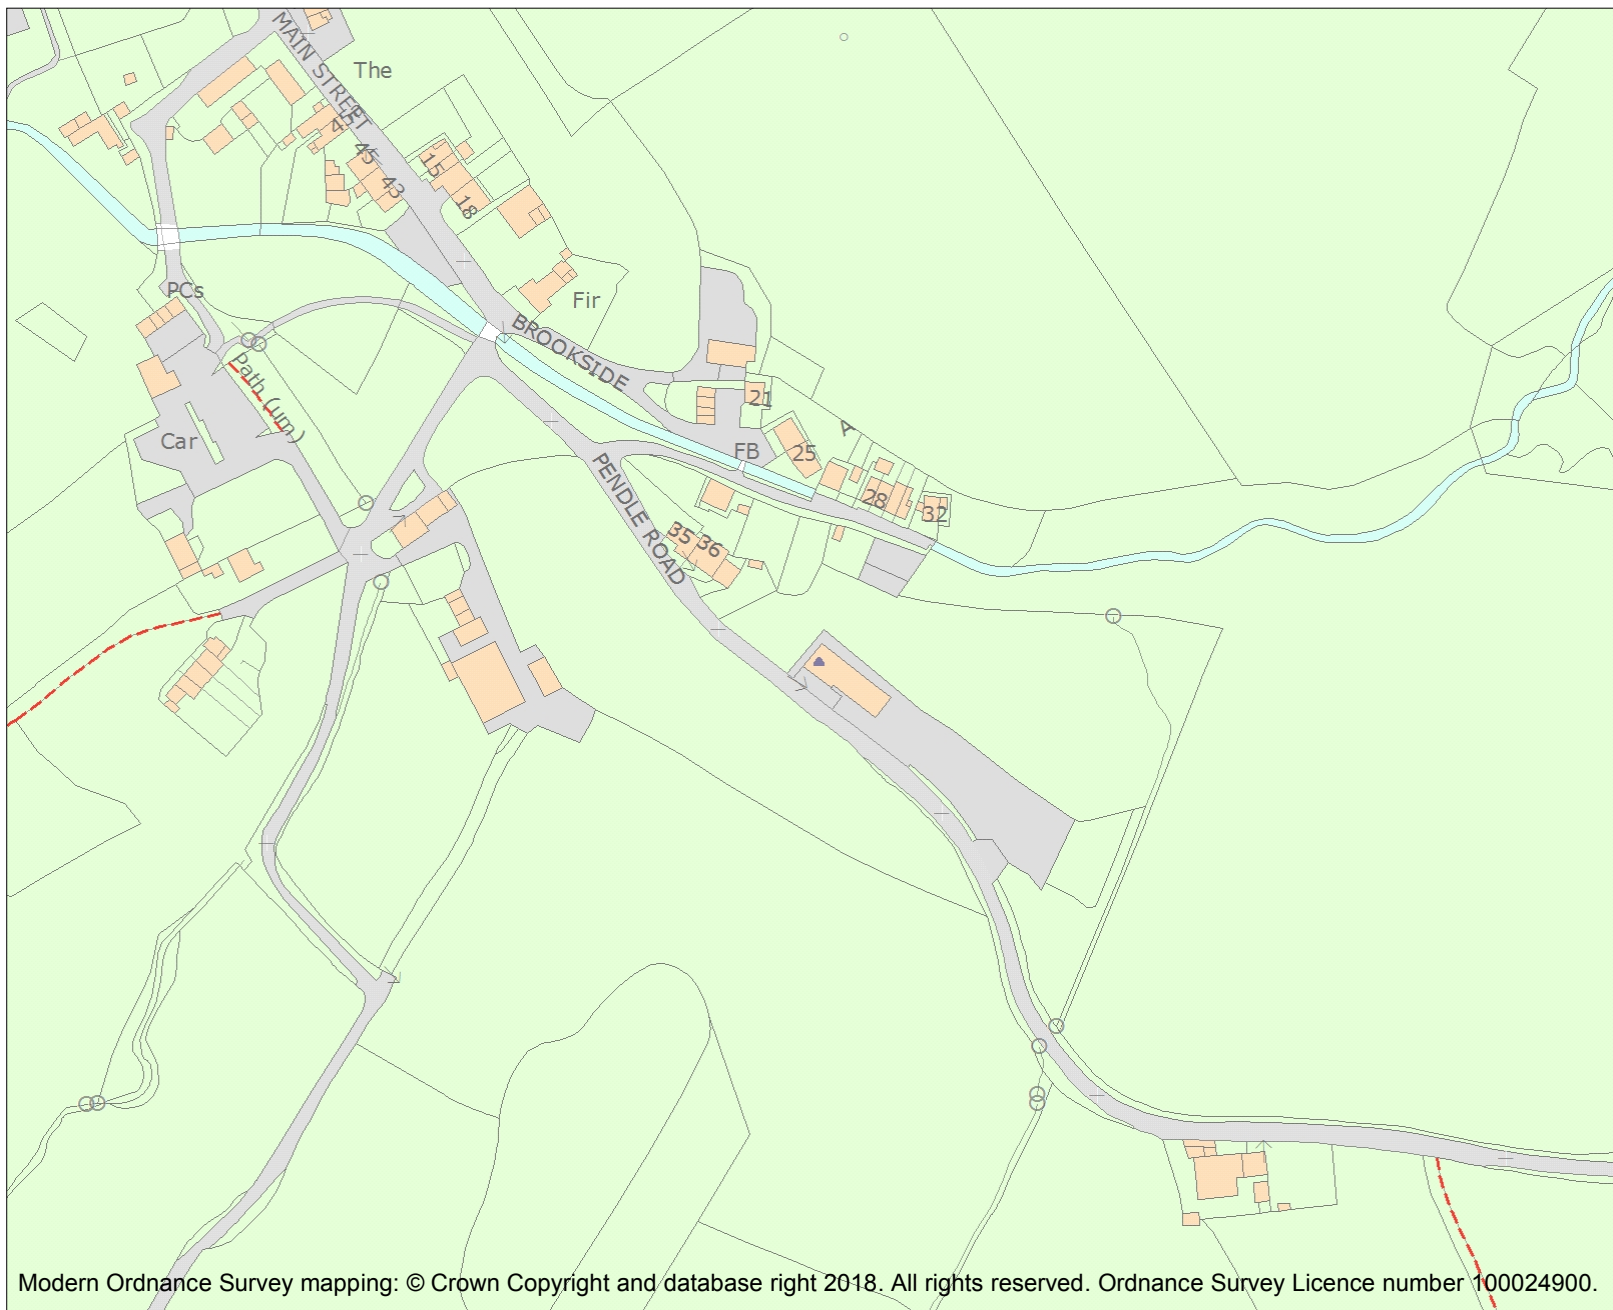 MAIN STREET
The
45
45
43
15
18
PCs
Fir
BROOKSIDE
Path (um)
21
Car
A
FB
25
PENDLE ROAD
28
32
35 36
Modern Ordnance Survey mapping: © Crown Copyright and database right 2018. All rights reserved. Ordnance Survey Licence number 100024900.